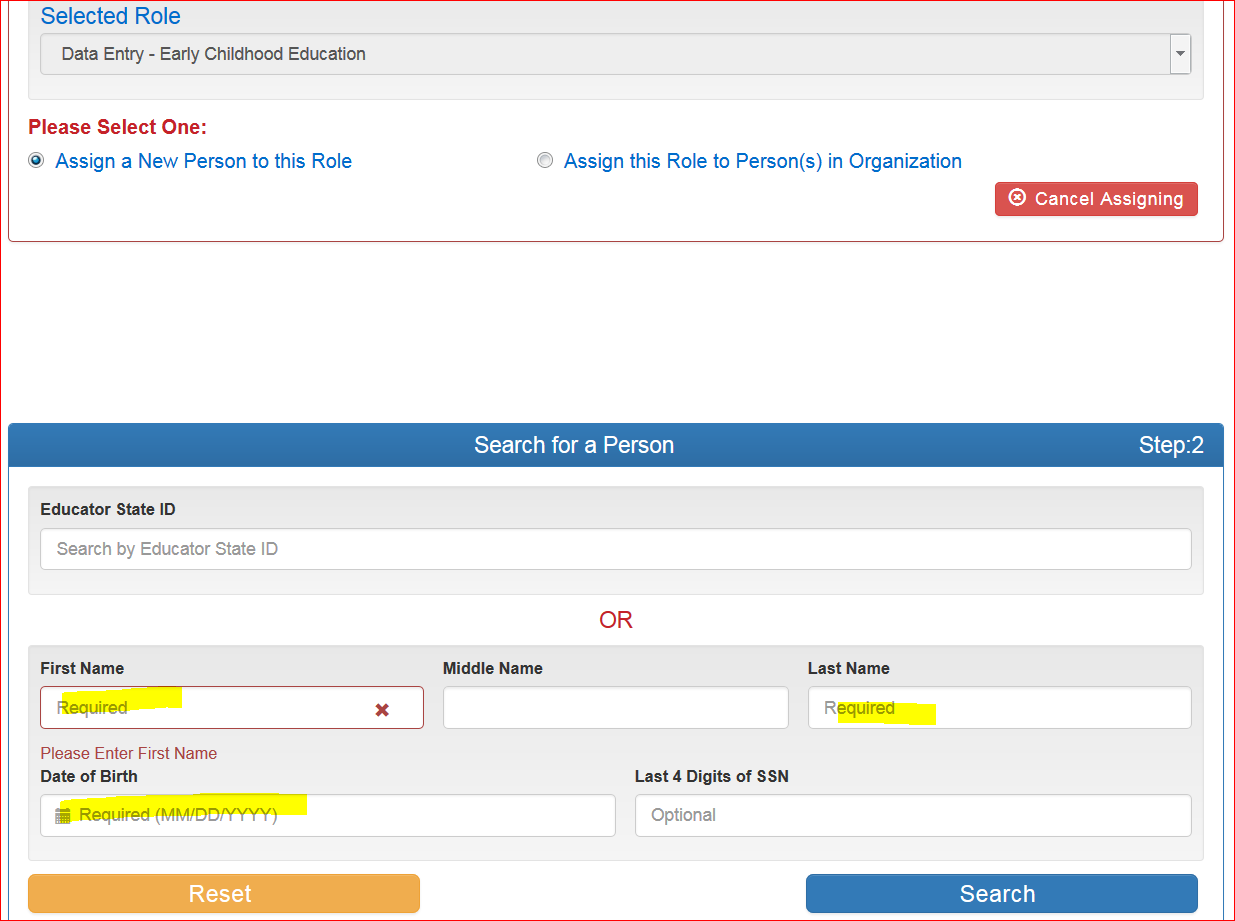 Selected Role
Data Entry - Early Childhood Education
Please Select One:
Assign a New Person to this Role
Assign this Role to Person(s) in Organization
Cancel Assigning
Search for a Person
Step:2
Educator State ID
Search by Educator State ID
OR
First Name
Middle Name
Last Name
Required
Required
Please Enter First Name
Date of Birth
Last 4 Digits of SSN
Required (MM/DD/YYYY)
Optional
Reset
Search